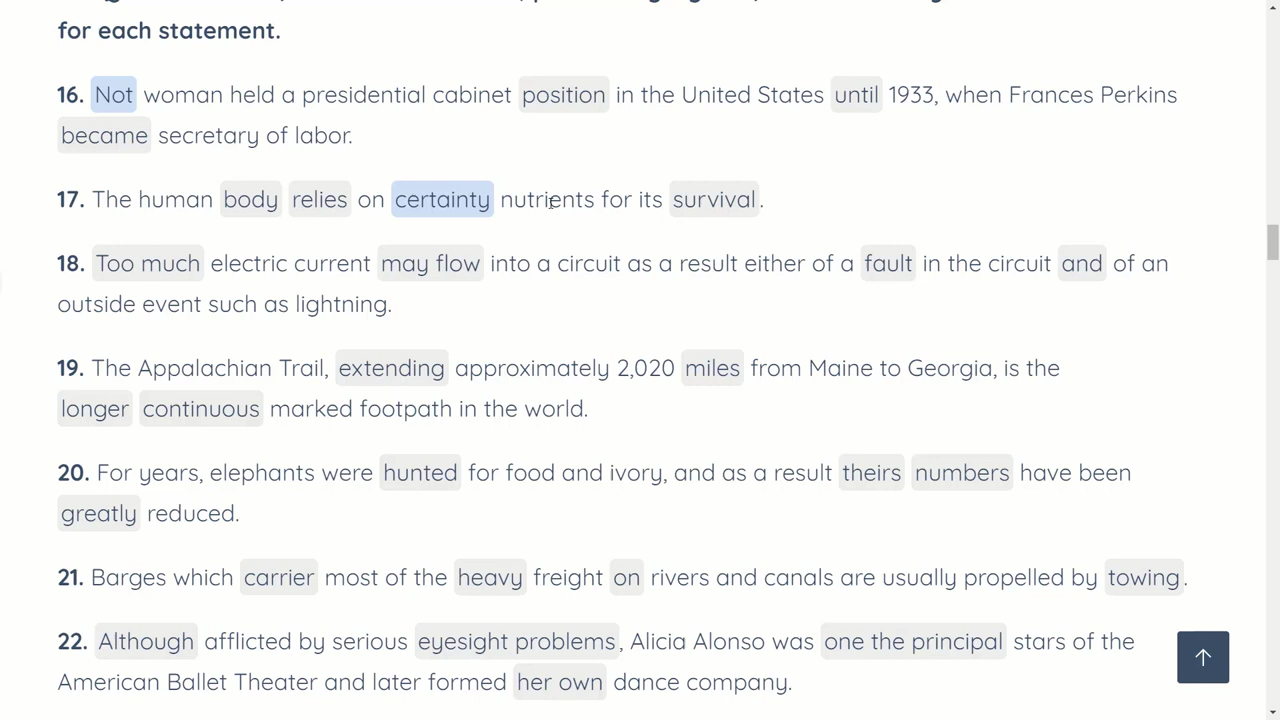 for each statement.
16. Not woman held a presidential cabinet position in the United States until 1933, when Frances Perkins
became secretary of labor.
17. The human body relies on certainty nutrients for its survival.
18. Too much electric current may flow into a circuit as a result either of a fault in the circuit and of an
outside event such as lightning.
19. The Appalachian Trail, extending approximately 2,020 miles from Maine to Georgia, is the
longer continuous marked footpath in the world.
20. For years, elephants were hunted for food and ivory, and as a result theirs numbers have been
greatly reduced.
21. Barges which carrier most of the heavy freight on rivers and canals are usually propelled by towing.
22. Although afflicted by serious eyesight problems, Alicia Alonso was one the principal stars of the
American Ballet Theater and later formed her own dance company.